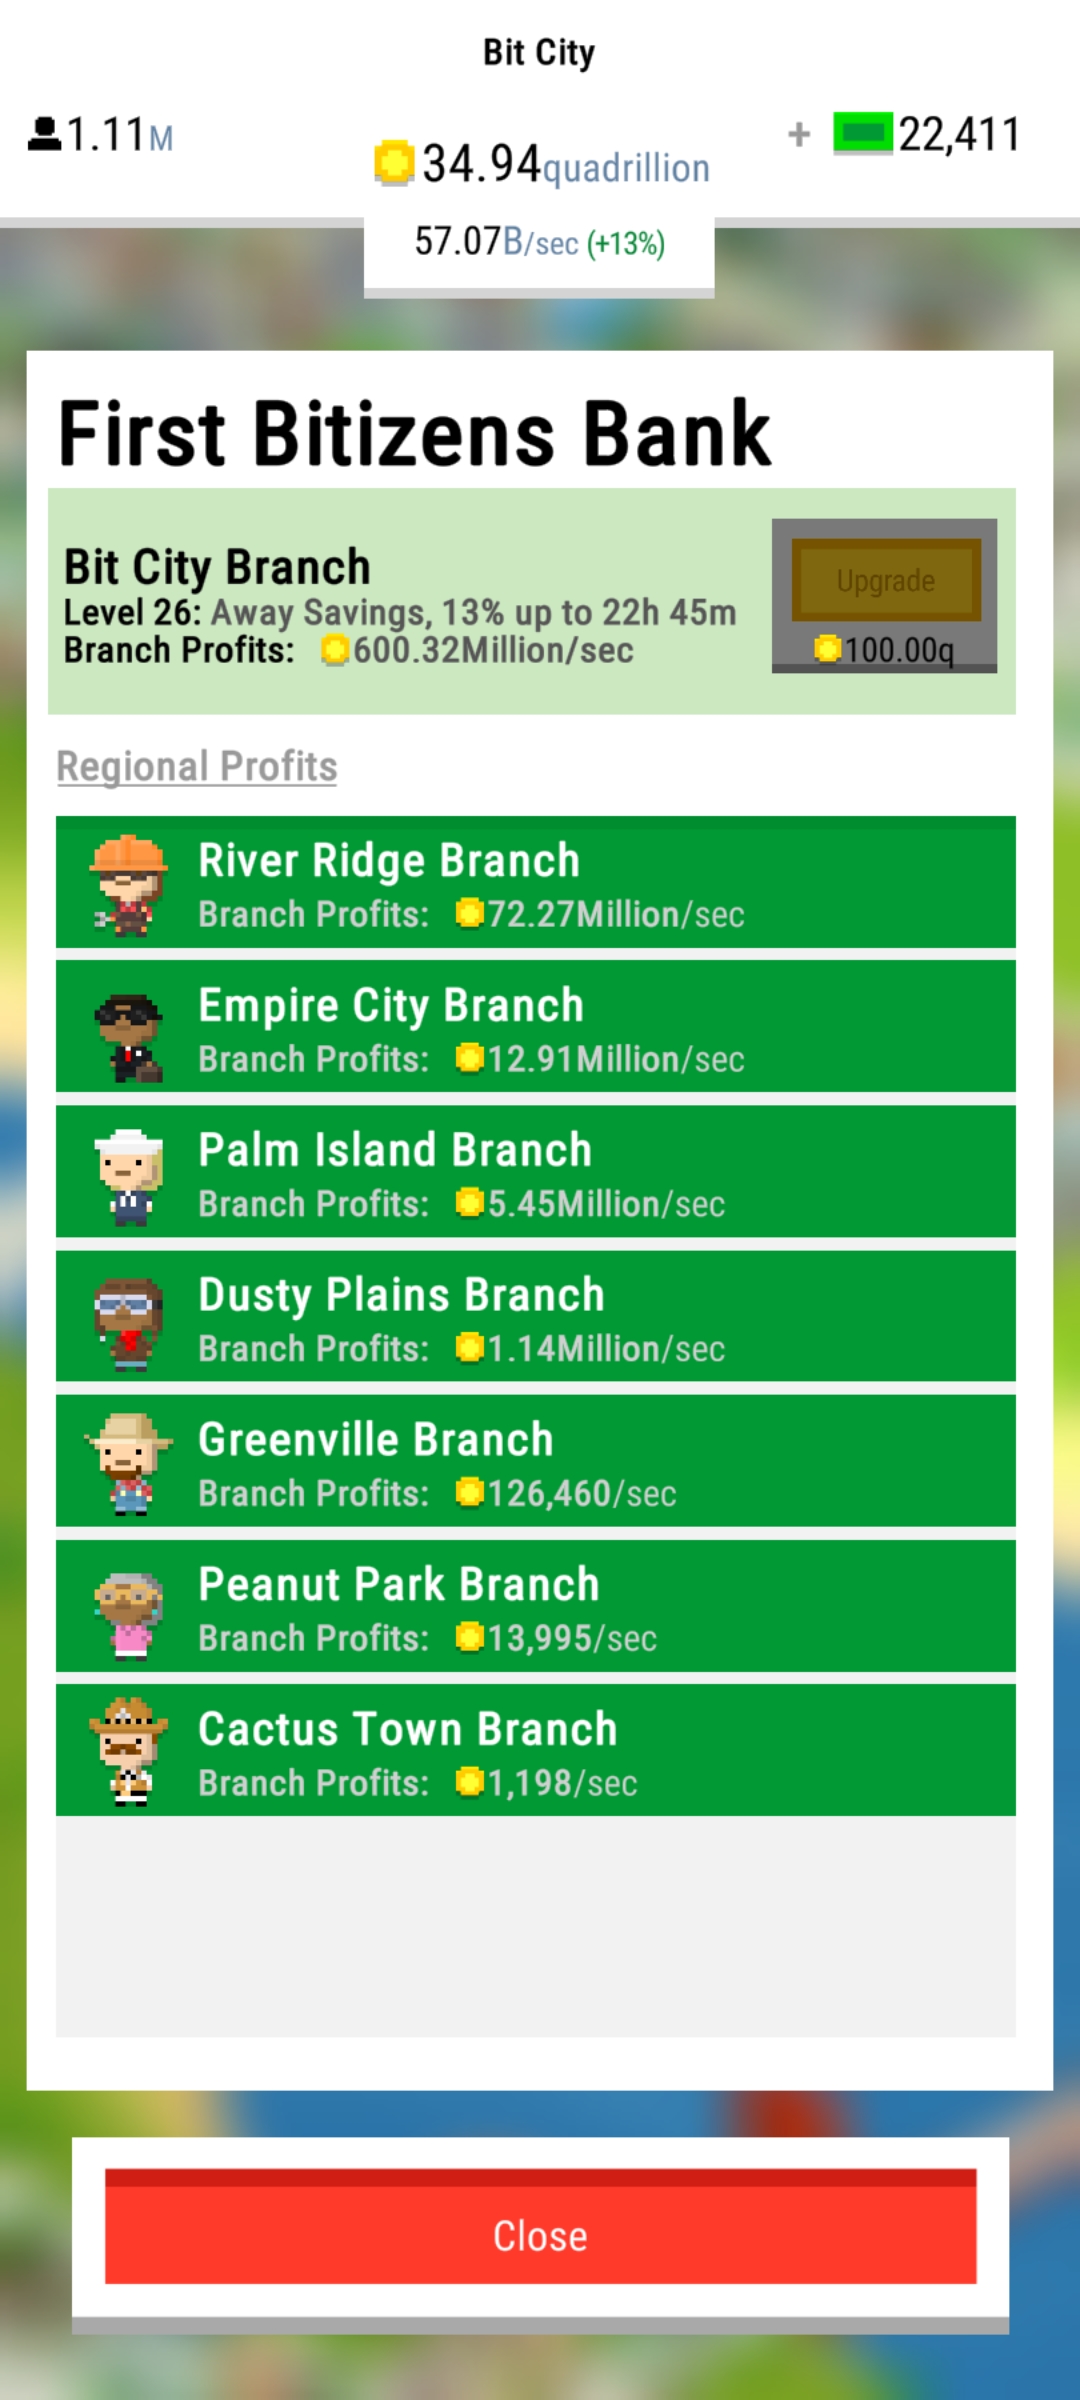 Bit City
1.11M
34.94quadrillion
+ 22,411
57.07B/sec (+13%)
First Bitizens Bank
Bit City Branch
Level 26: Away Savings, 13% up to 22h 45m
Branch Profits: 600.32Million/sec
Upgrade
100.00q
Regional Profits
River Ridge Branch
Branch Profits: 72.27Million/sec
Empire City Branch
Branch Profits: 12.91Million/sec
Palm Island Branch
Branch Profits: 5.45Million/sec
Dusty Plains Branch
Branch Profits: 1.14Million/sec
Greenville Branch
Branch Profits: 126,460/sec
Peanut Park Branch
Branch Profits: 13,995/sec
Cactus Town Branch
Branch Profits: 1,198/sec
Close